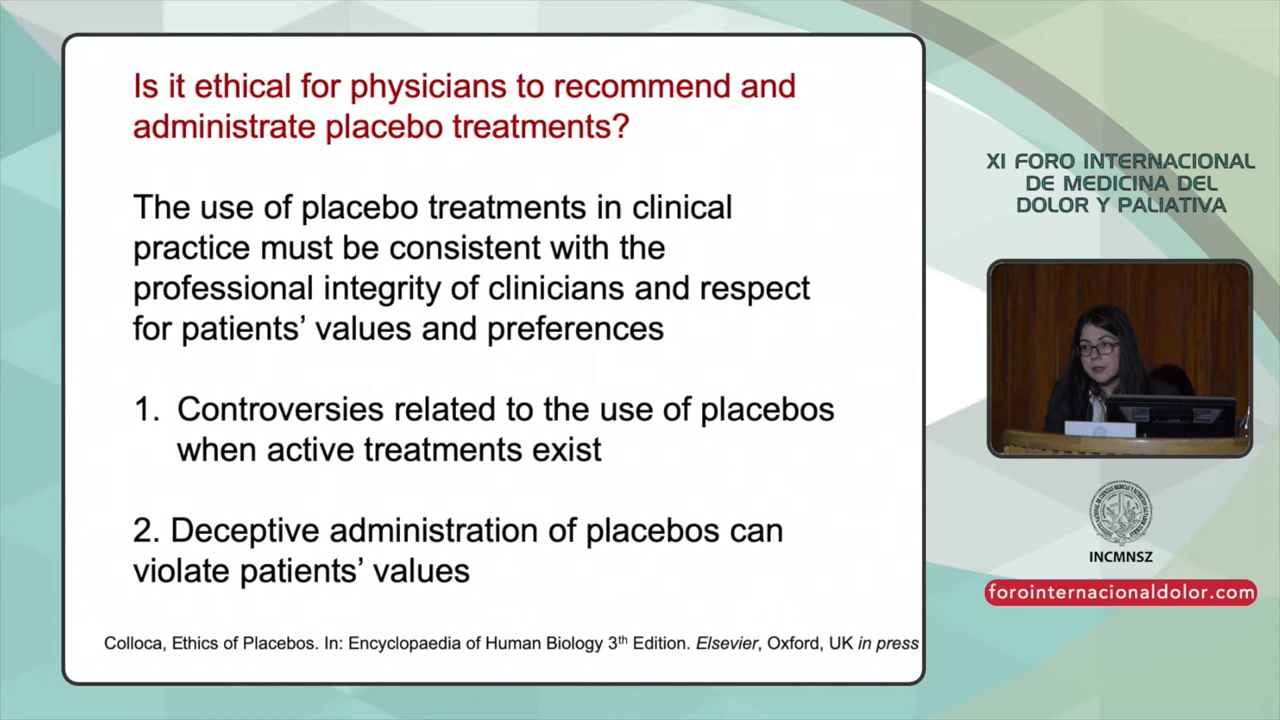 Is it ethical for physicians to recommend and
administrate placebo treatments?
The use of placebo treatments in clinical
practice must be consistent with the
professional integrity of clinicians and respect
for patients’ values and preferences
1. Controversies related to the use of placebos
when active treatments exist
2. Deceptive administration of placebos can
violate patients’ values
Colloca, Ethics of Placebos. In: Encyclopaedia of Human Biology 3th Edition. Elsevier, Oxford, UK in press
XI FORO INTERNACIONAL
DE MEDICINA DEL
DOLOR Y PALIATIVA
INCMNSZ
forointernacionaldolor.com